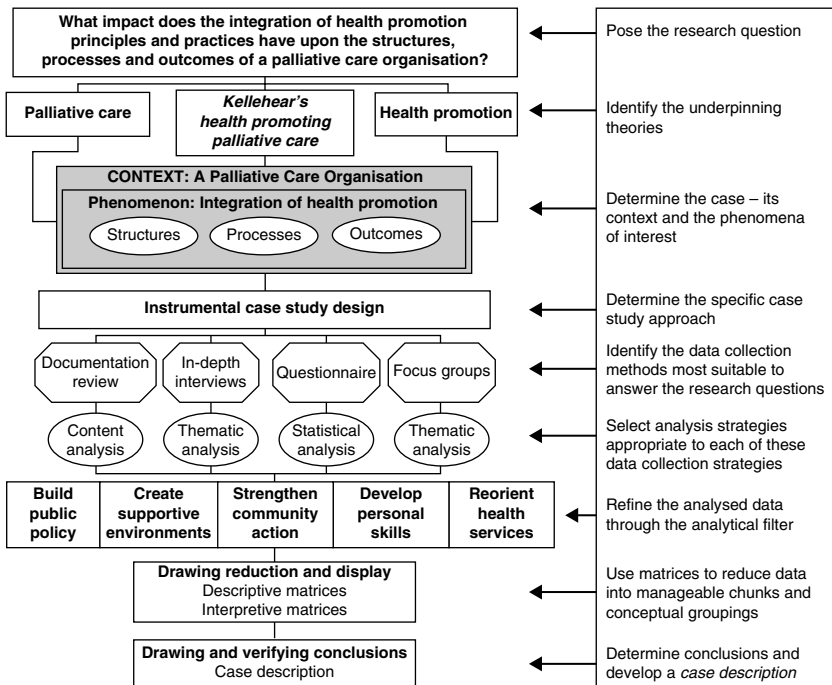 What impact does the integration of health promotion
principles and practices have upon the structures,
processes and outcomes of a palliative care organisation?
Pose the research question
Palliative care
Kellehear's
health promoting
palliative care
Health promotion
Identify the underpinning
theories
CONTEXT: A Palliative Care Organisation
Phenomenon: Integration of health promotion
Structures
Processes
Outcomes
Determine the case – its
context and the phenomena
of interest
Instrumental case study design
Determine the specific case
study approach
Documentation
review
In-depth
interviews
Questionnaire
Focus groups
Identify the data collection
methods most suitable to
answer the research questions
Content
analysis
Thematic
analysis
Statistical
analysis
Thematic
analysis
Select analysis strategies
appropriate to each of these
data collection strategies
Build
public
policy
Create
supportive
environments
Strengthen
community
action
Develop
personal
skills
Reorient
health
services
Refine the analysed data
through the analytical filter
Drawing reduction and display
Descriptive matrices
Interpretive matrices
Use matrices to reduce data
into manageable chunks and
conceptual groupings
Drawing and verifying conclusions
Case description
Determine conclusions and
develop a case description